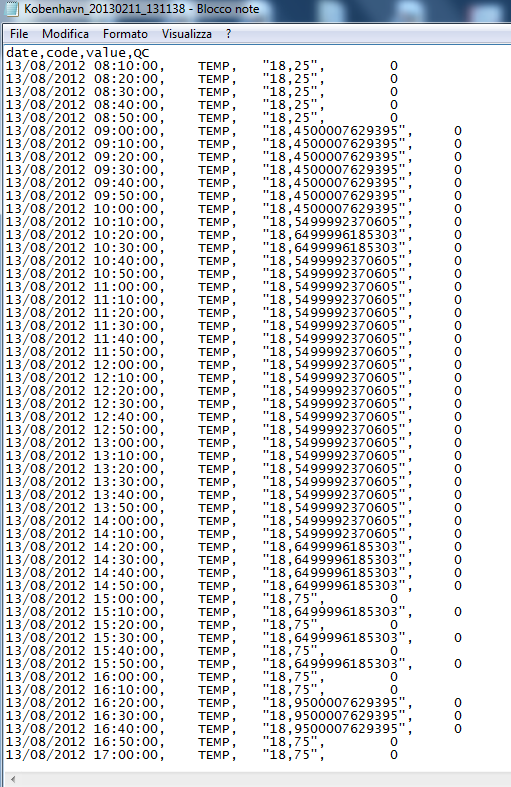 Kobenhavn_20130211_131138 - Blocco note
File Modifica Formato Visualizza ?
date,code,value,QC
13/08/2012 08:10:00, TEMP, "18,25", 0
13/08/2012 08:20:00, TEMP, "18,25", 0
13/08/2012 08:30:00, TEMP, "18,25", 0
13/08/2012 08:40:00, TEMP, "18,25", 0
13/08/2012 08:50:00, TEMP, "18,25", 0
13/08/2012 09:00:00, TEMP, "18,4500007629395", 0
13/08/2012 09:10:00, TEMP, "18,4500007629395", 0
13/08/2012 09:20:00, TEMP, "18,4500007629395", 0
13/08/2012 09:30:00, TEMP, "18,4500007629395", 0
13/08/2012 09:40:00, TEMP, "18,4500007629395", 0
13/08/2012 09:50:00, TEMP, "18,4500007629395", 0
13/08/2012 10:00:00, TEMP, "18,4500007629395", 0
13/08/2012 10:10:00, TEMP, "18,5499992370605", 0
13/08/2012 10:20:00, TEMP, "18,6499996185303", 0
13/08/2012 10:30:00, TEMP, "18,6499996185303", 0
13/08/2012 10:40:00, TEMP, "18,5499992370605", 0
13/08/2012 10:50:00, TEMP, "18,5499992370605", 0
13/08/2012 11:00:00, TEMP, "18,5499992370605", 0
13/08/2012 11:10:00, TEMP, "18,5499992370605", 0
13/08/2012 11:20:00, TEMP, "18,5499992370605", 0
13/08/2012 11:30:00, TEMP, "18,5499992370605", 0
13/08/2012 11:40:00, TEMP, "18,5499992370605", 0
13/08/2012 11:50:00, TEMP, "18,5499992370605", 0
13/08/2012 12:00:00, TEMP, "18,5499992370605", 0
13/08/2012 12:10:00, TEMP, "18,5499992370605", 0
13/08/2012 12:20:00, TEMP, "18,5499992370605", 0
13/08/2012 12:30:00, TEMP, "18,5499992370605", 0
13/08/2012 12:40:00, TEMP, "18,5499992370605", 0
13/08/2012 12:50:00, TEMP, "18,5499992370605", 0
13/08/2012 13:00:00, TEMP, "18,5499992370605", 0
13/08/2012 13:10:00, TEMP, "18,5499992370605", 0
13/08/2012 13:20:00, TEMP, "18,5499992370605", 0
13/08/2012 13:30:00, TEMP, "18,5499992370605", 0
13/08/2012 13:40:00, TEMP, "18,5499992370605", 0
13/08/2012 13:50:00, TEMP, "18,5499992370605", 0
13/08/2012 14:00:00, TEMP, "18,5499992370605", 0
13/08/2012 14:10:00, TEMP, "18,5499992370605", 0
13/08/2012 14:20:00, TEMP, "18,6499996185303", 0
13/08/2012 14:30:00, TEMP, "18,6499996185303", 0
13/08/2012 14:40:00, TEMP, "18,6499996185303", 0
13/08/2012 14:50:00, TEMP, "18,6499996185303", 0
13/08/2012 15:00:00, TEMP, "18,75", 0
13/08/2012 15:10:00, TEMP, "18,6499996185303", 0
13/08/2012 15:20:00, TEMP, "18,75", 0
13/08/2012 15:30:00, TEMP, "18,6499996185303", 0
13/08/2012 15:40:00, TEMP, "18,75", 0
13/08/2012 15:50:00, TEMP, "18,6499996185303", 0
13/08/2012 16:00:00, TEMP, "18,75", 0
13/08/2012 16:10:00, TEMP, "18,75", 0
13/08/2012 16:20:00, TEMP, "18,9500007629395", 0
13/08/2012 16:30:00, TEMP, "18,9500007629395", 0
13/08/2012 16:40:00, TEMP, "18,9500007629395", 0
13/08/2012 16:50:00, TEMP, "18,75", 0
13/08/2012 17:00:00, TEMP, "18,75", 0